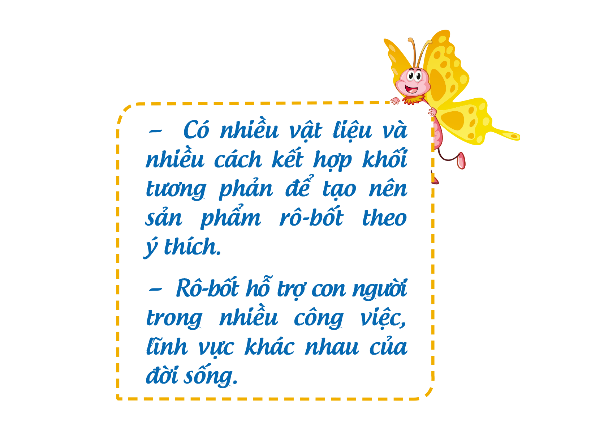 – Có nhiều vật liệu và
nhiều cách kết hợp khối
tương phản để tạo nên
sản phẩm rô-bốt theo
ý thích.
– Rô-bốt hỗ trợ con người
trong nhiều công việc,
lĩnh vực khác nhau của
đời sống.